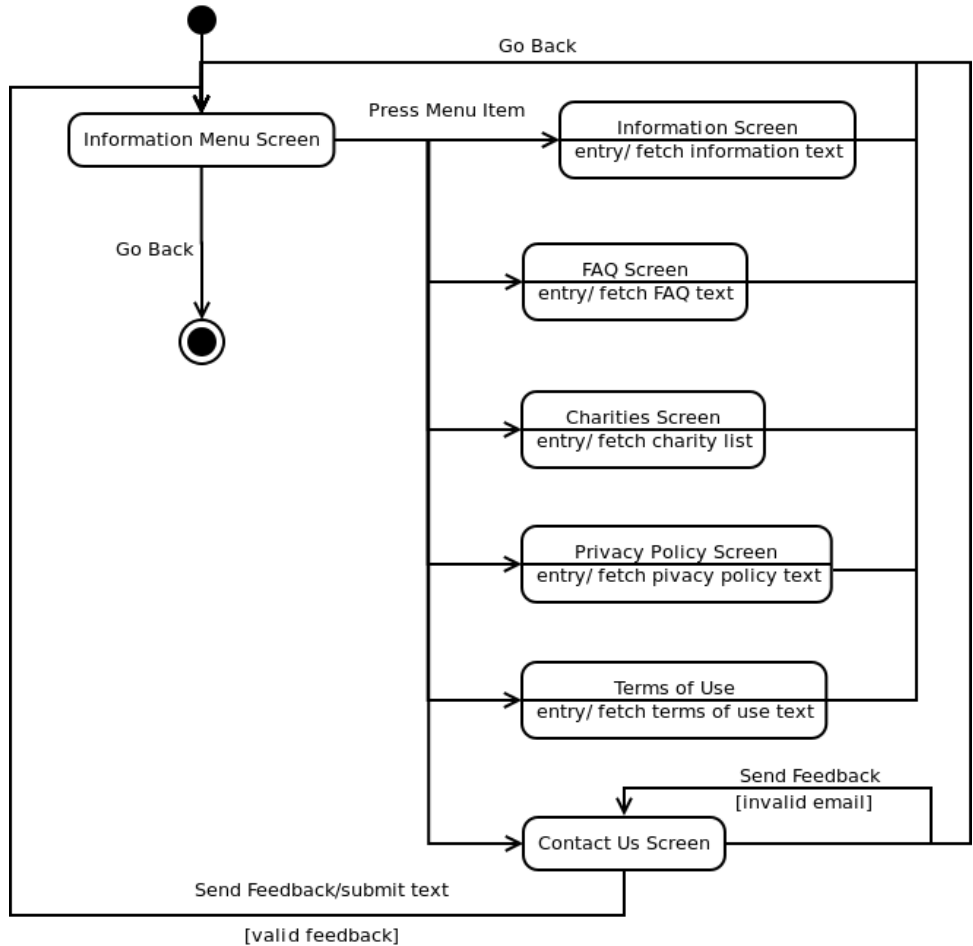 Go Back
Press Menu Item
Information Menu Screen
Information Screen
entry/ fetch information text
Go Back
FAQ Screen
entry/ fetch FAQ text
Charities Screen
entry/ fetch charity list
Privacy Policy Screen
entry/ fetch pivacy policy text
Terms of Use
entry/ fetch terms of use text
Send Feedback
[invalid email]
Contact Us Screen
Send Feedback/submit text
[valid feedback]